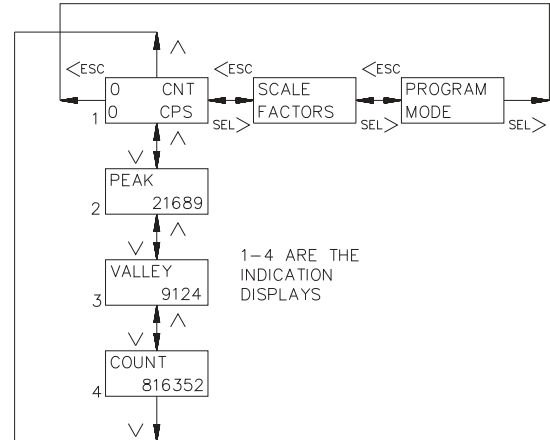 <ESC <ESC <ESC
0 CNT SCALE PROGRAM
0 CPS FACTORS MODE
1 SEL> SEL> SEL>
PEAK
21689
2
VALLEY
9124
3
1-4 ARE THE
INDICATION
DISPLAYS
COUNT
816352
4